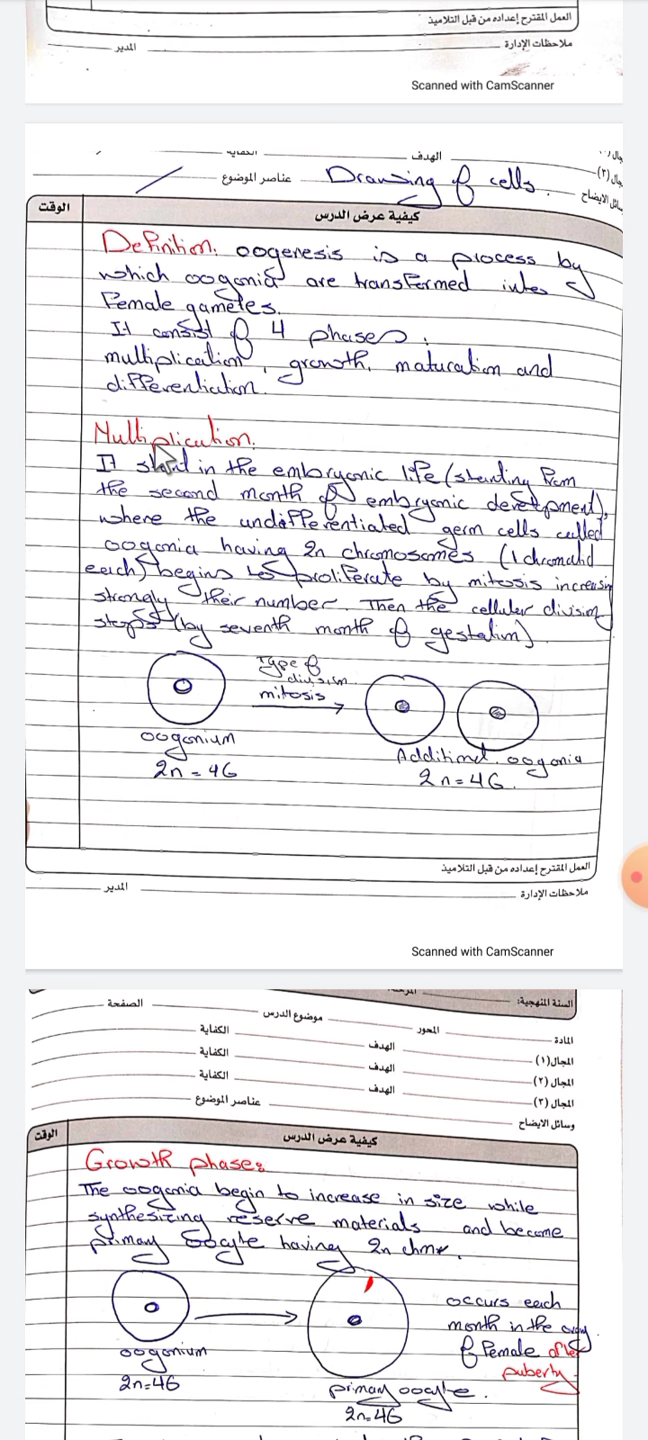 العمل المقترح إعداده من قبل التلاميذ
ملاحظات الإدارة المدير
Scanned with CamScanner
الهدف الكفاية
عناصر الموضوع Drawing of cells.
كيفية عرض الدرس الوقت
Definition: oogenesis is a process by
which oogonia are transformed into
Female gametes.
It consist of 4 phases:
multiplication, growth, maturation and
differentiation.
Multiplication:
It start in the embryonic life (starting from
the second month of embryonic development),
where the undifferentiated germ cells called
oogonia having 2n chromosomes (1 chromatid
each) begins to proliferate by mitosis increasing
strongly their number. Then the cellular division
stops (by seventh month of gestation).
Type of
division
mitosis
oogonium
2n = 46
Additional oogonia
2n = 46.
العمل المقترح إعداده من قبل التلاميذ
ملاحظات الإدارة المدير
Scanned with CamScanner
السنة المنهجية: موضوع الدرس الصفحة
المادة المحور الكفاية
المجال (١) الهدف الكفاية
المجال (٢) الهدف الكفاية
المجال (٣) الهدف عناصر الموضوع
وسائل الايضاح
كيفية عرض الدرس الوقت
Growth phase:
The oogonia begin to increase in size while
synthesizing reserve materials and become
primary oocyte having 2n chmr.
occurs each
month in the ovary
of female after
puberty
oogonium
2n=46
primary oocyte.
2n=46